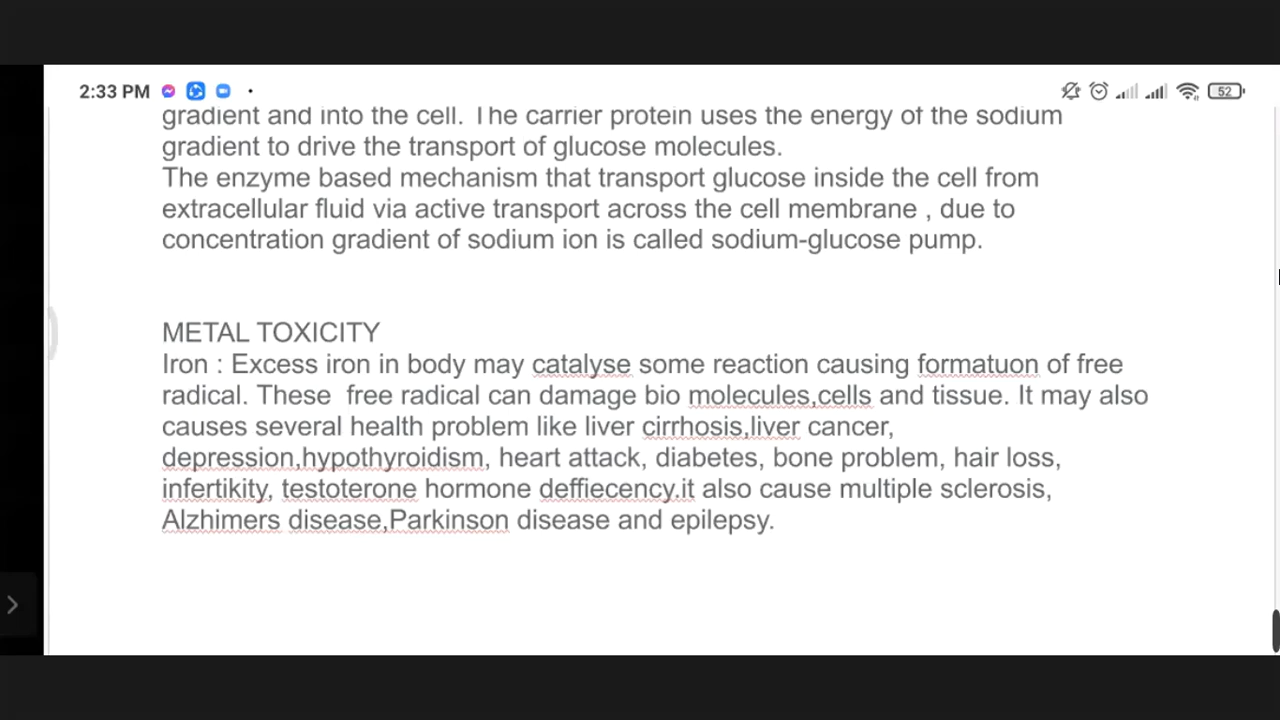 2:33 PM
52
gradient and into the cell. The carrier protein uses the energy of the sodium
gradient to drive the transport of glucose molecules.
The enzyme based mechanism that transport glucose inside the cell from
extracellular fluid via active transport across the cell membrane , due to
concentration gradient of sodium ion is called sodium-glucose pump.
METAL TOXICITY
Iron : Excess iron in body may catalyse some reaction causing formatuon of free
radical. These  free radical can damage bio molecules,cells and tissue. It may also
causes several health problem like liver cirrhosis,liver cancer,
depression,hypothyroidism, heart attack, diabetes, bone problem, hair loss,
infertikity, testoterone hormone deffiecency.it also cause multiple sclerosis,
Alzhimers disease,Parkinson disease and epilepsy.